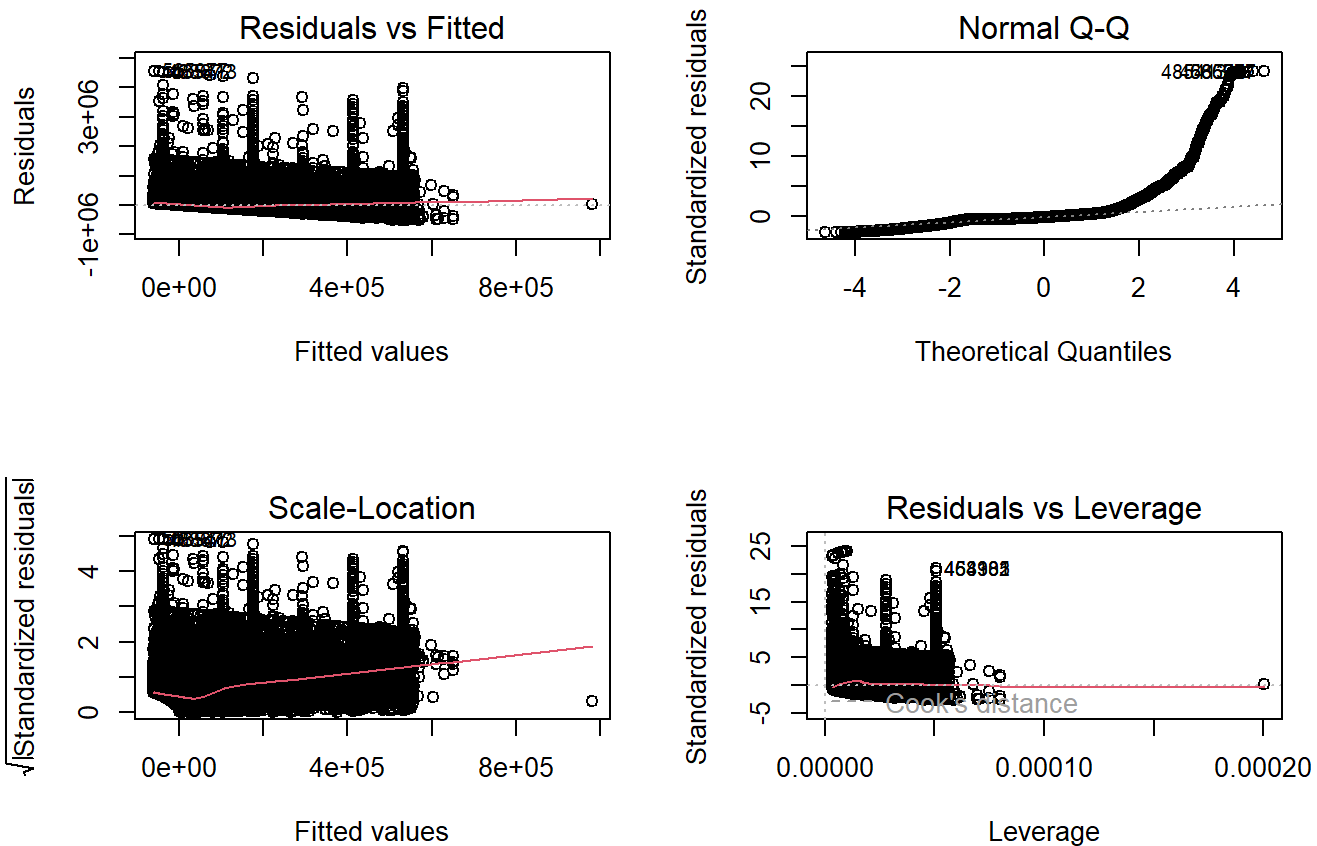 Residuals vs Fitted
Residuals
-1e+06
3e+06
0e+00
4e+05
8e+05
Fitted values
Normal Q-Q
Standardized residuals
0
10
20
-4
-2
0
2
4
Theoretical Quantiles
Scale-Location
√|Standardized residuals|
0
2
4
0e+00
4e+05
8e+05
Fitted values
Residuals vs Leverage
Standardized residuals
-5
5
15
25
Cook's distance
0.00000
0.00010
0.00020
Leverage